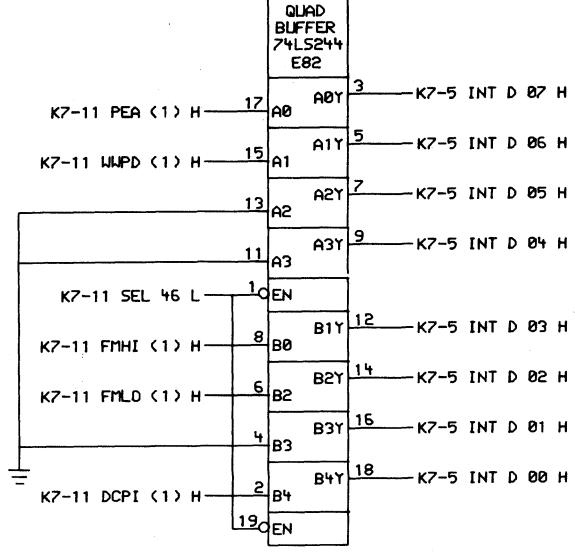 QUAD
BUFFER
74LS244
E82
K7-11 PEA (1) H 17 A0 A0Y 3 K7-5 INT D 07 H
K7-11 WWPD (1) H 15 A1 A1Y 5 K7-5 INT D 06 H
13 A2 A2Y 7 K7-5 INT D 05 H
11 A3 A3Y 9 K7-5 INT D 04 H
K7-11 SEL 46 L 1 EN
K7-11 FMHI (1) H 8 B0 B1Y 12 K7-5 INT D 03 H
K7-11 FMLO (1) H 6 B2 B2Y 14 K7-5 INT D 02 H
4 B3 B3Y 16 K7-5 INT D 01 H
K7-11 DCPI (1) H 2 B4 B4Y 18 K7-5 INT D 00 H
19 EN